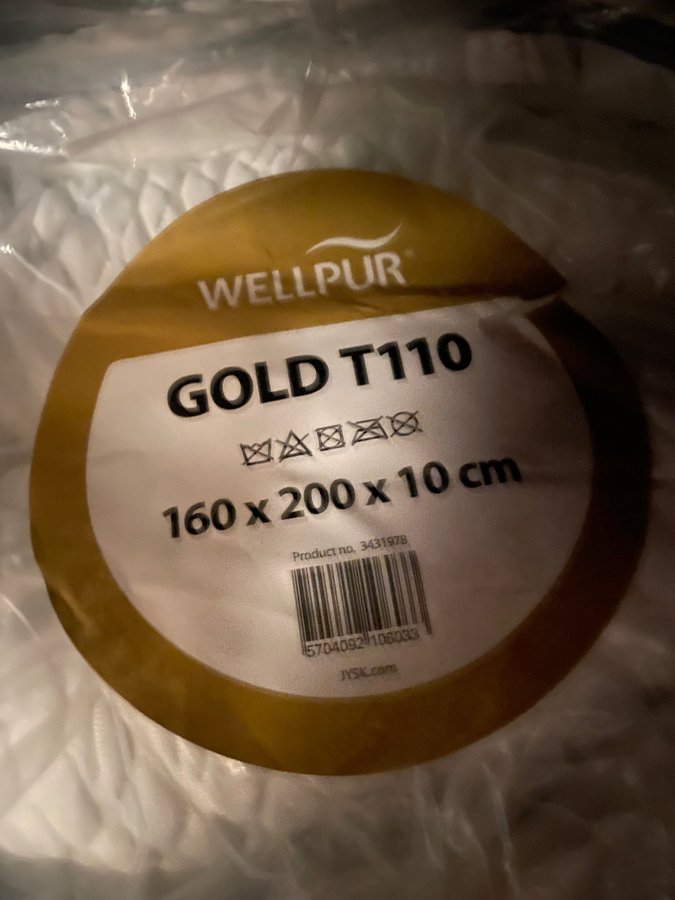 WELLPUR®
GOLD T110
160 x 200 x 10 cm
Product no. 3431978
5704092 106033
JYSK.com